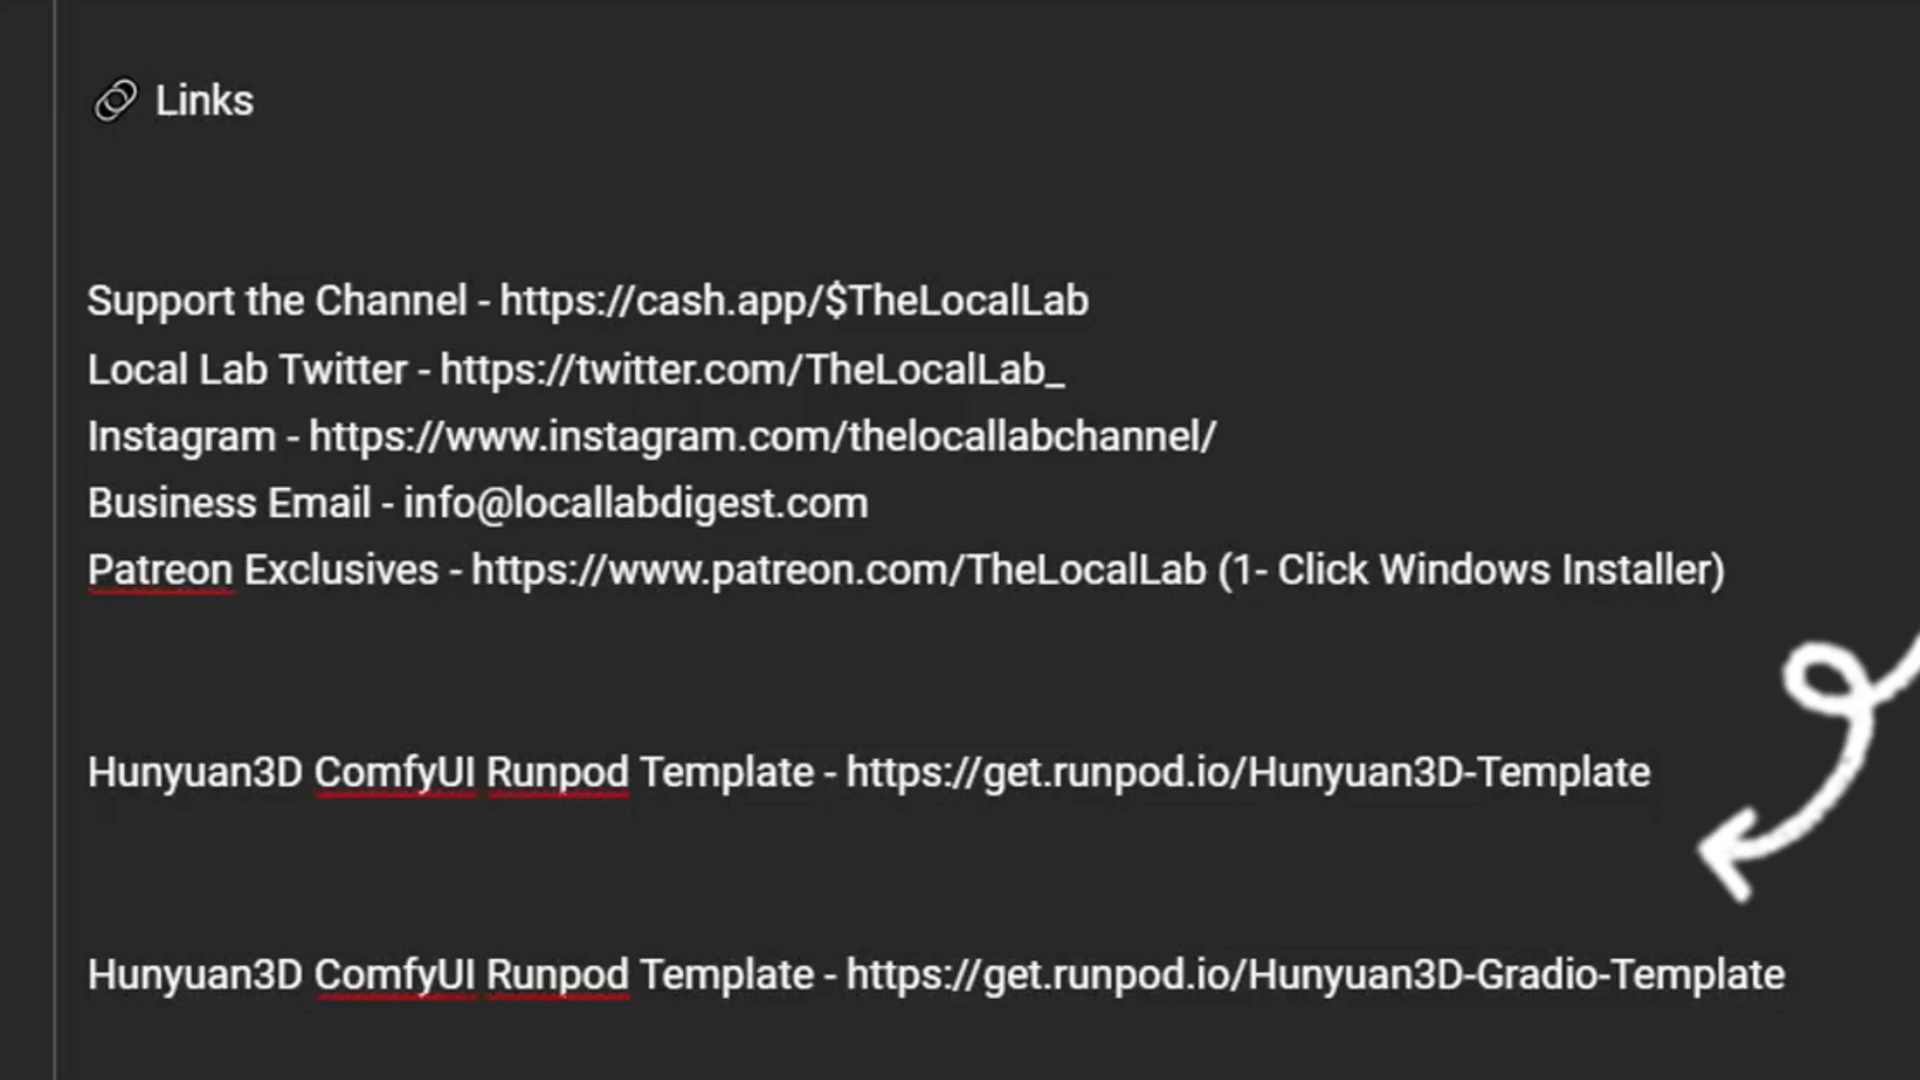 🔗 Links
Support the Channel - https://cash.app/$TheLocalLab
Local Lab Twitter - https://twitter.com/TheLocalLab_
Instagram - https://www.instagram.com/thelocallabchannel/
Business Email - info@locallabdigest.com
Patreon Exclusives - https://www.patreon.com/TheLocalLab (1- Click Windows Installer)
Hunyuan3D ComfyUI Runpod Template - https://get.runpod.io/Hunyuan3D-Template
Hunyuan3D ComfyUI Runpod Template - https://get.runpod.io/Hunyuan3D-Gradio-Template